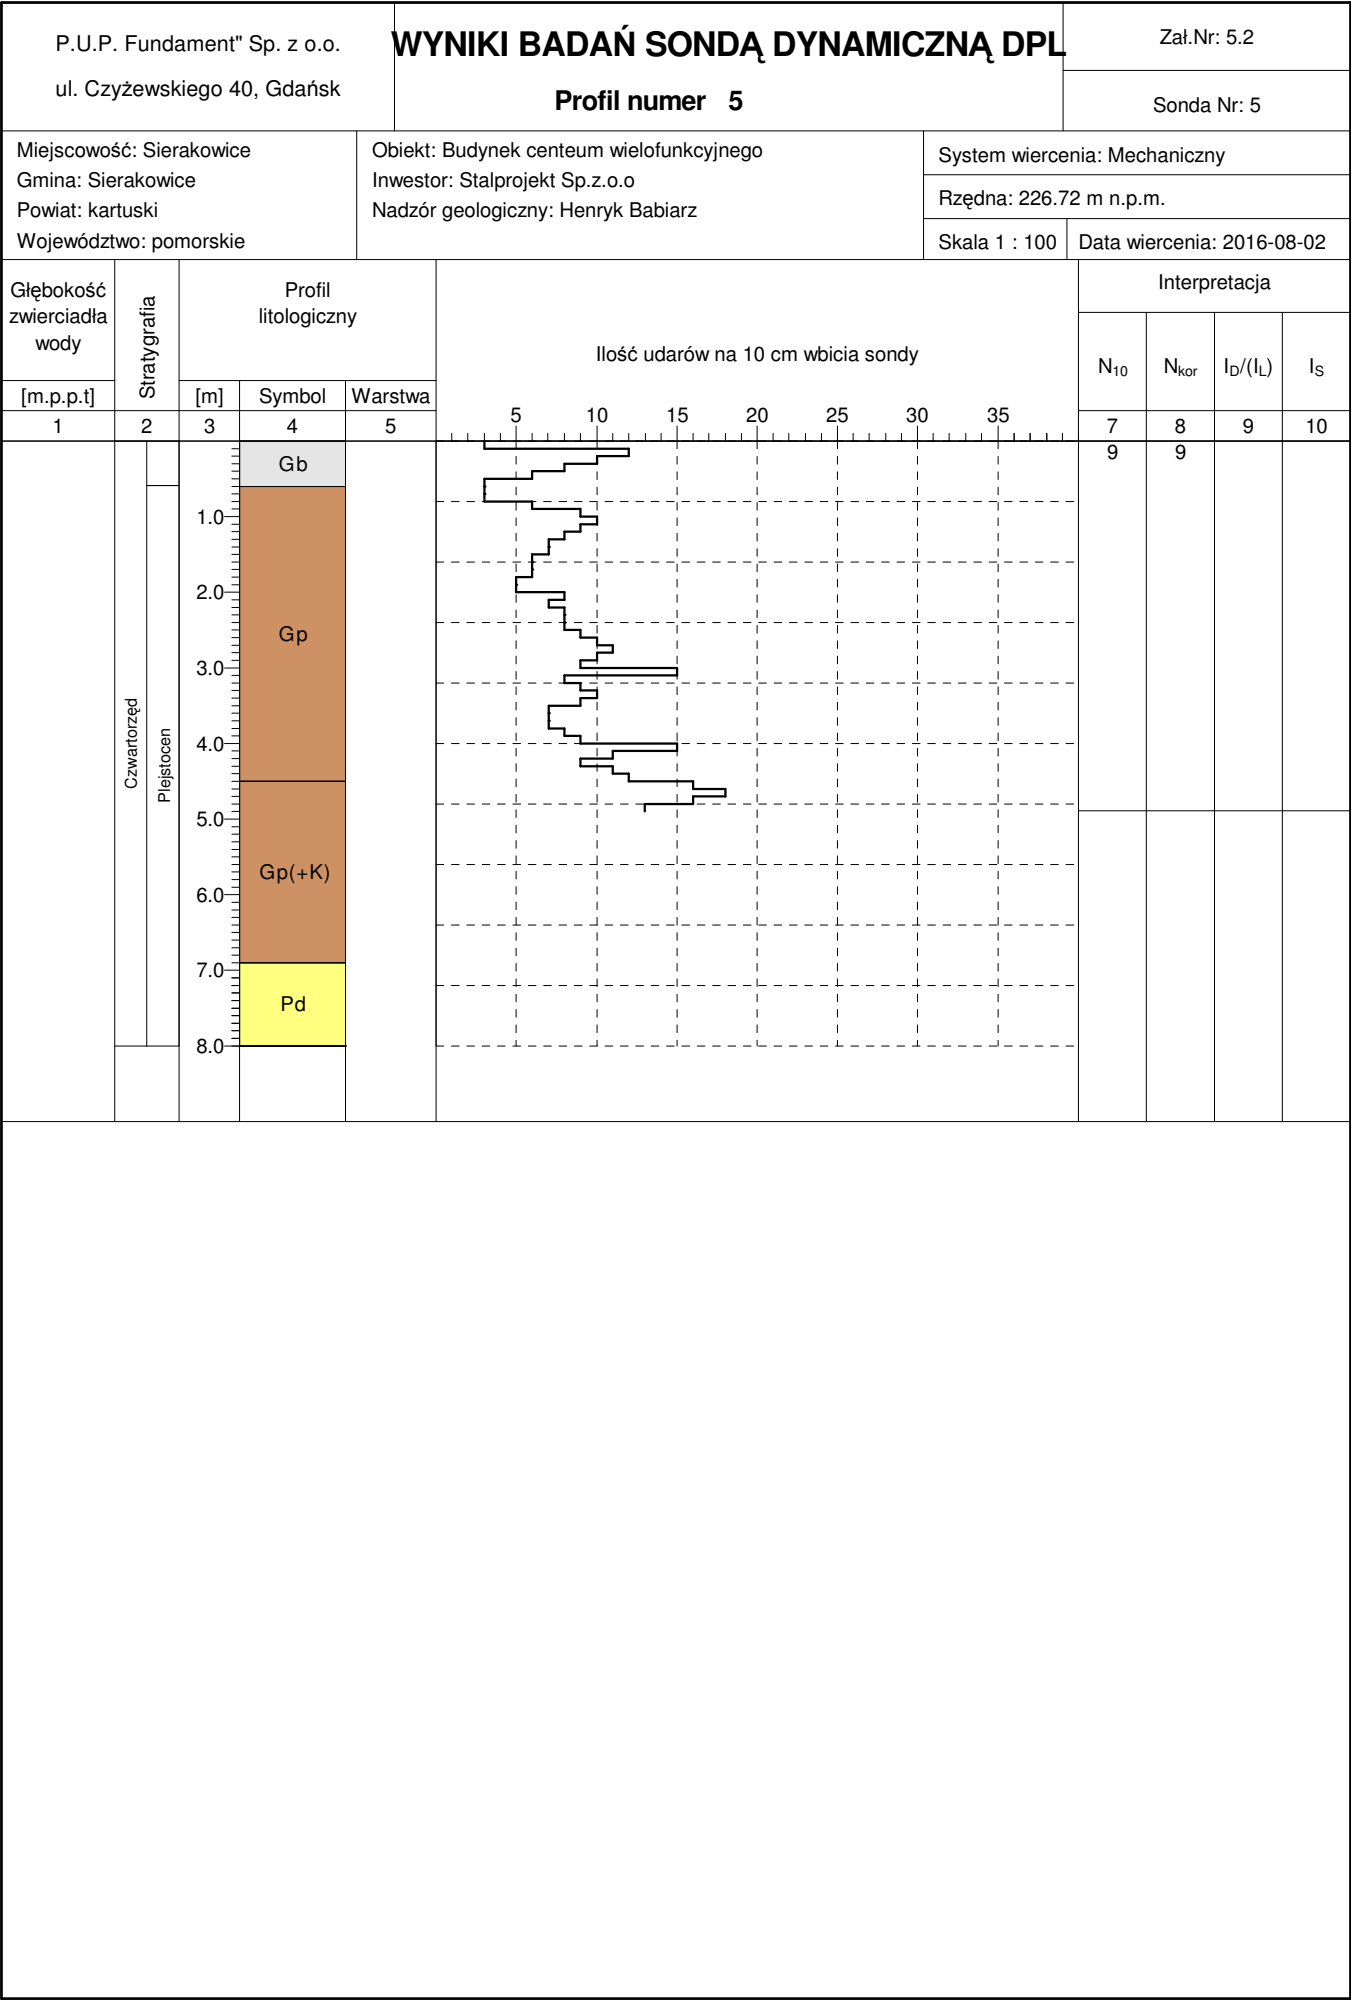 P.U.P. Fundament" Sp. z o.o.
ul. Czyżewskiego 40, Gdańsk
WYNIKI BADAŃ SONDĄ DYNAMICZNĄ DPL
Profil numer 5
Zał.Nr: 5.2
Sonda Nr: 5
Miejscowość: Sierakowice
Gmina: Sierakowice
Powiat: kartuski
Województwo: pomorskie
Obiekt: Budynek centeum wielofunkcyjnego
Inwestor: Stalprojekt Sp.z.o.o
Nadzór geologiczny: Henryk Babiarz
System wiercenia: Mechaniczny
Rzędna: 226.72 m n.p.m.
Skala 1 : 100
Data wiercenia: 2016-08-02
Głębokość
zwierciadła
wody
[m.p.p.t]
Stratygrafia
Profil
litologiczny
[m]
Symbol
Warstwa
Ilość udarów na 10 cm wbicia sondy
Interpretacja
N10
Nkor
ID/(IL)
IS
5 10 15 20 25 30 35
1 2 3 4 5 7 8 9 10
9 9
Gb
1.0
2.0
Gp
3.0
4.0
Czwartorzęd
Plejstocen
5.0
Gp(+K)
6.0
7.0
Pd
8.0